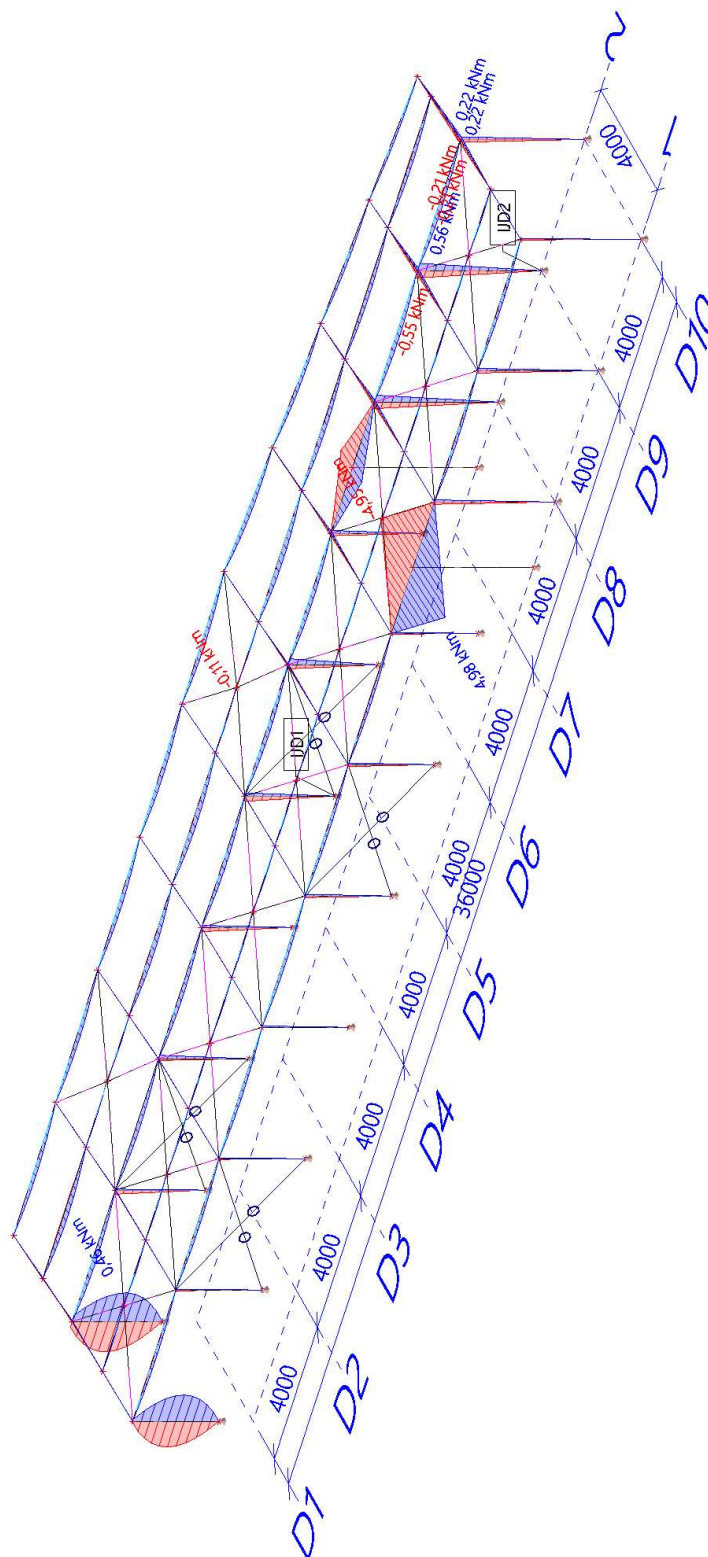 2
0,22 kNm
0,22 kNm
4000
1
-0,21 kNm
0,56 kNm
UD2
-0,55 kNm
D10
4000
D9
4000
D8
-4,95 kNm
4000
D7
4,98 kNm
-0,11 kNm
UD1
4000
D6
4000
36000
D5
4000
D4
4000
D3
0,46 kNm
4000
D2
4000
D1